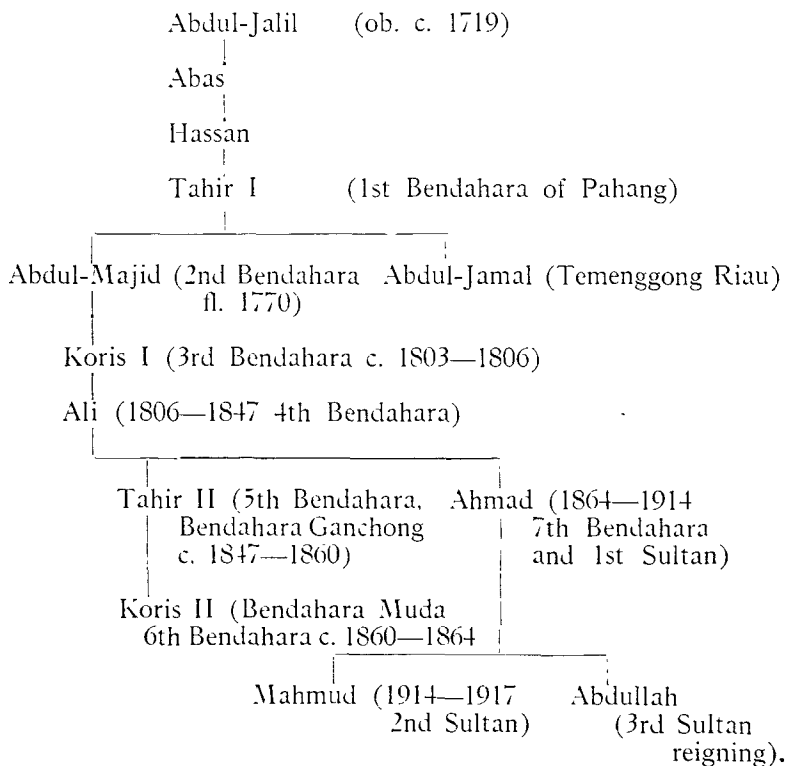 Abdul-Jalil (ob. c. 1719)
Abas
Hassan
Tahir I (1st Bendahara of Pahang)
Abdul-Majid (2nd Bendahara fl. 1770)
Abdul-Jamal (Temenggong Riau)
Koris I (3rd Bendahara c. 1803—1806)
Ali (1806—1847 4th Bendahara)
Tahir II (5th Bendahara,
Bendahara Ganchong
c. 1847—1860)
Ahmad (1864—1914
7th Bendahara
and 1st Sultan)
Koris II (Bendahara Muda
6th Bendahara c. 1860—1864
Mahmud (1914—1917
2nd Sultan)
Abdullah
(3rd Sultan
reigning).